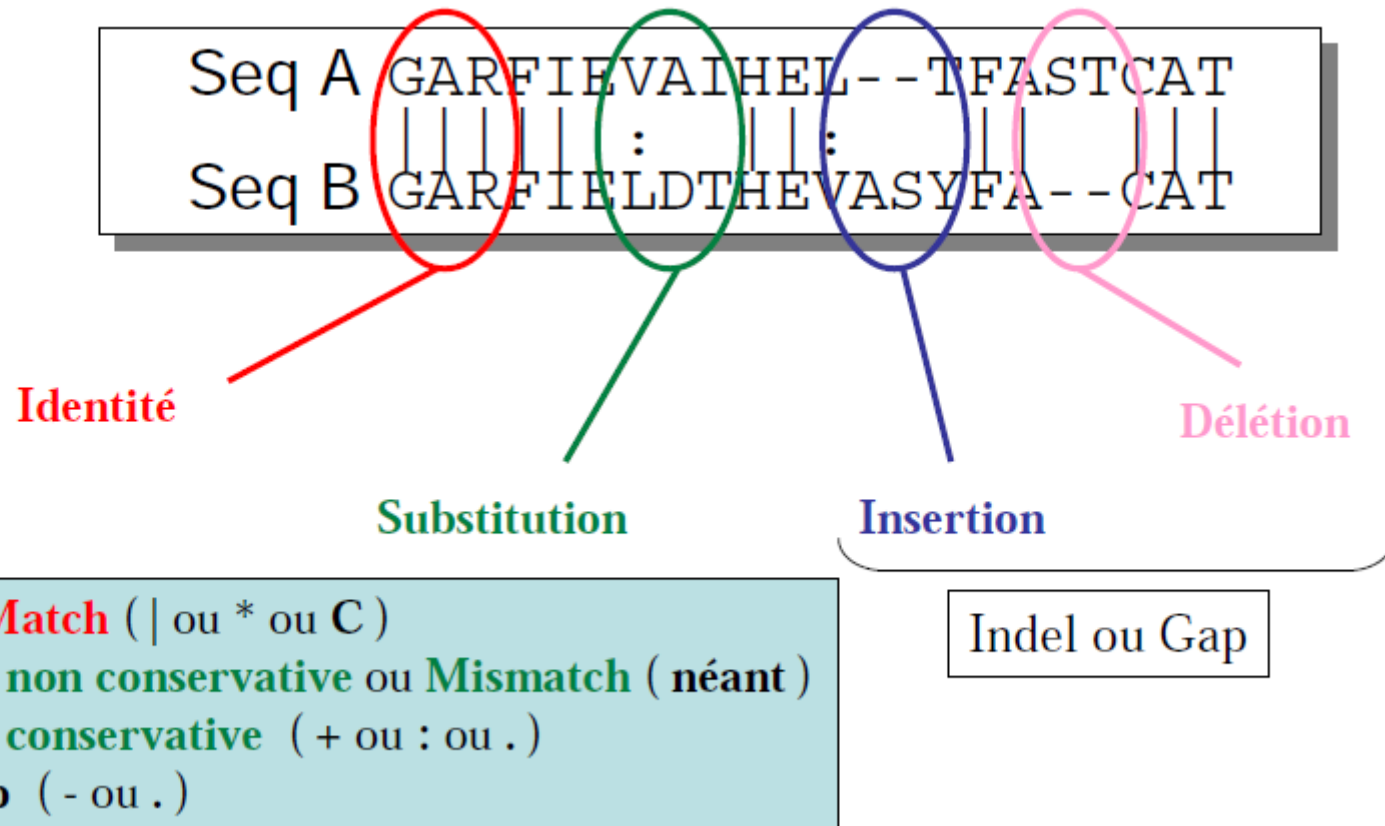 Seq A GARFIEVAIHEL--TFASTCAT
||||| : ||: || |||
Seq B GARFIELDTHEVASYFA--CAT
Identité
Délétion
Substitution
Insertion
Match ( | ou * ou C )
non conservative ou Mismatch ( néant )
conservative ( + ou : ou . )
( - ou . )
Indel ou Gap